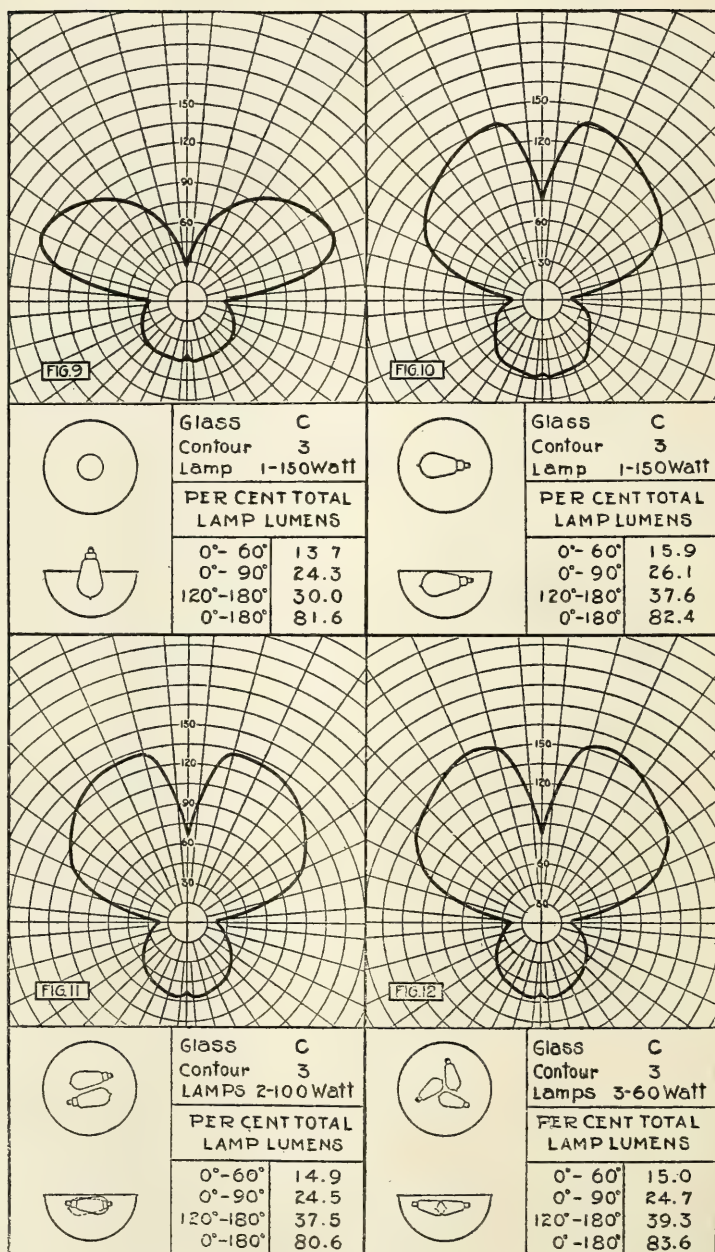 150
120
90
60
FIG.9
150
120
90
60
30
FIG.10
Glass C
Contour 3
Lamp 1-150Watt
PER CENT TOTAL
LAMP LUMENS
0°- 60° 13 7
0°- 90° 24.3
120°-180° 30.0
0°-180° 81.6
Glass C
Contour 3
Lamp 1-150Watt
PER CENT TOTAL
LAMP LUMENS
0°- 60° 15.9
0°- 90° 26.1
120°-180° 37.6
0°-180° 82.4
150
120
90
60
30
FIG.11
150
120
90
60
30
FIG.12
Glass C
Contour 3
LAMPS 2-100Watt
PER CENT TOTAL
LAMP LUMENS
0°-60° 14.9
0°-90° 24.5
120°-180° 37.5
0°-180° 80.6
Glass C
Contour 3
Lamps 3-60Watt
PER CENT TOTAL
LAMP LUMENS
0°- 60° 15.0
0°- 90° 24.7
120°-180° 39.3
0°-180° 83.6